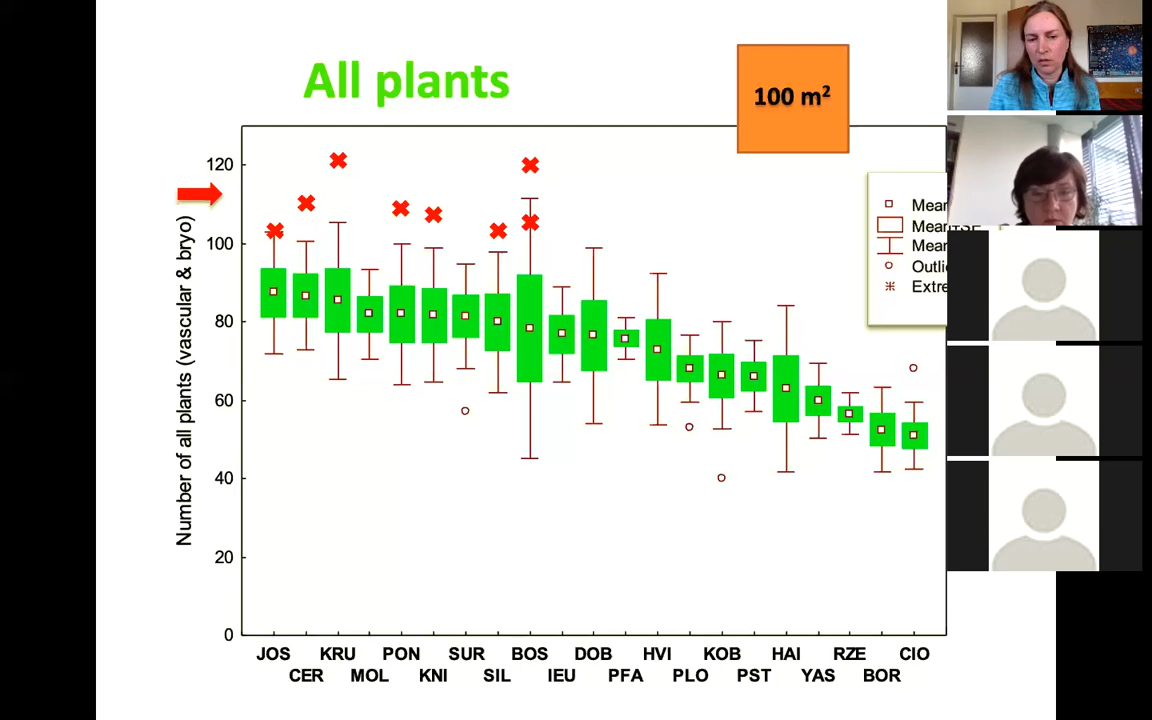 All plants
100 m²
120
100
80
60
40
20
0
Number of all plants (vascular & bryo)
Mean
Outli
Extre
JOS KRU PON SUR BOS DOB HVI KOB HAI RZE CIO
CER MOL KNI SIL IEU PFA PLO PST YAS BOR